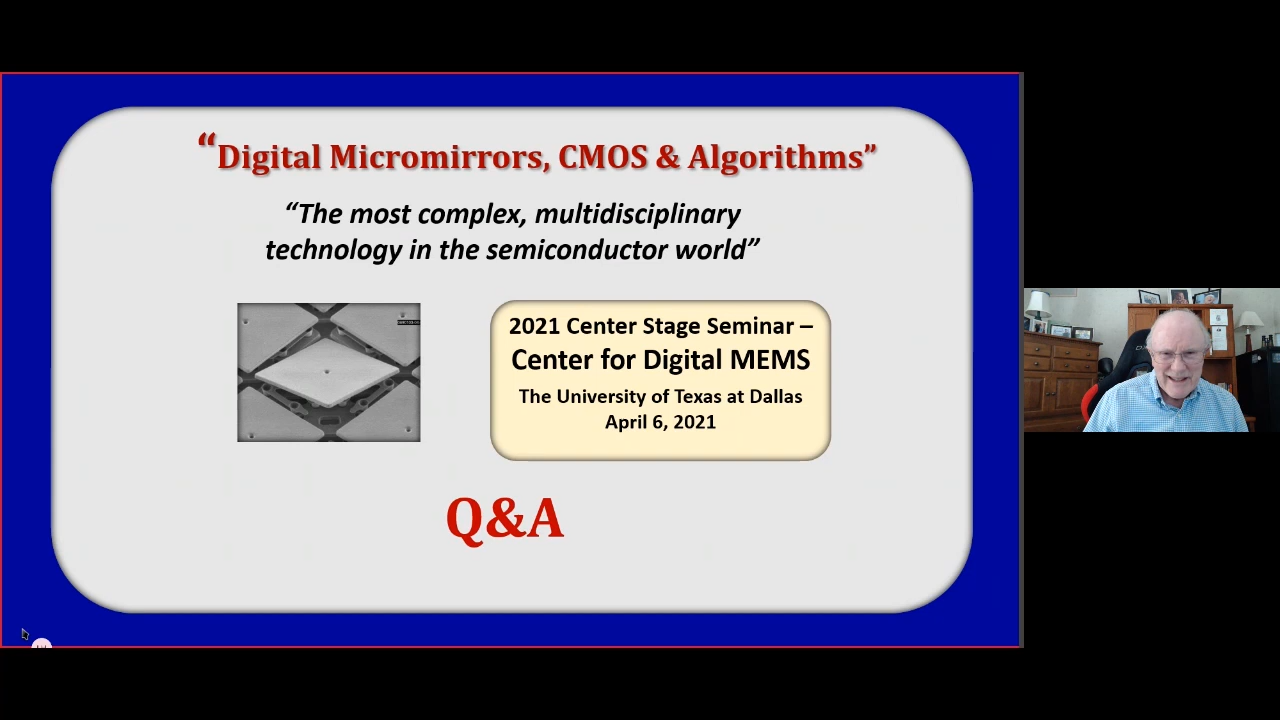 “Digital Micromirrors, CMOS & Algorithms”
“The most complex, multidisciplinary
technology in the semiconductor world”
2021 Center Stage Seminar –
Center for Digital MEMS
The University of Texas at Dallas
April 6, 2021
Q&A